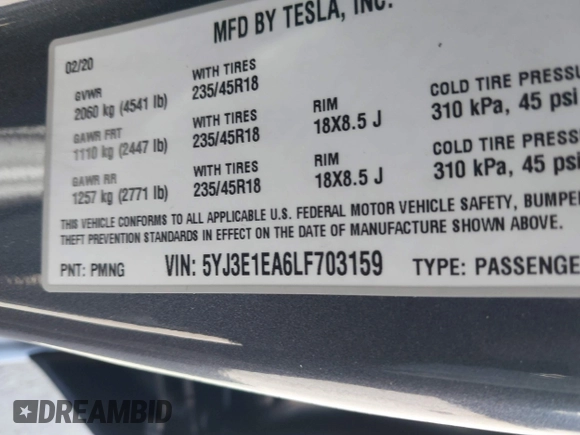 MFD BY TESLA, INC.
02/20
GVWR
2060 kg (4541 lb)
WITH TIRES
235/45R18
GAWR FRT
1110 kg (2447 lb)
WITH TIRES
235/45R18
RIM
18X8.5 J
COLD TIRE PRESSU
310 kPa, 45 psi
GAWR RR
1257 kg (2771 lb)
WITH TIRES
235/45R18
RIM
18X8.5 J
COLD TIRE PRESSU
310 kPa, 45 psi
THIS VEHICLE CONFORMS TO ALL APPLICABLE U.S. FEDERAL MOTOR VEHICLE SAFETY, BUMPE
THEFT PREVENTION STANDARDS IN EFFECT ON THE DATE OF MANUFACTURE SHOWN ABOVE.
PNT: PMNG VIN: 5YJ3E1EA6LF703159 TYPE: PASSENGE
DREAMBID